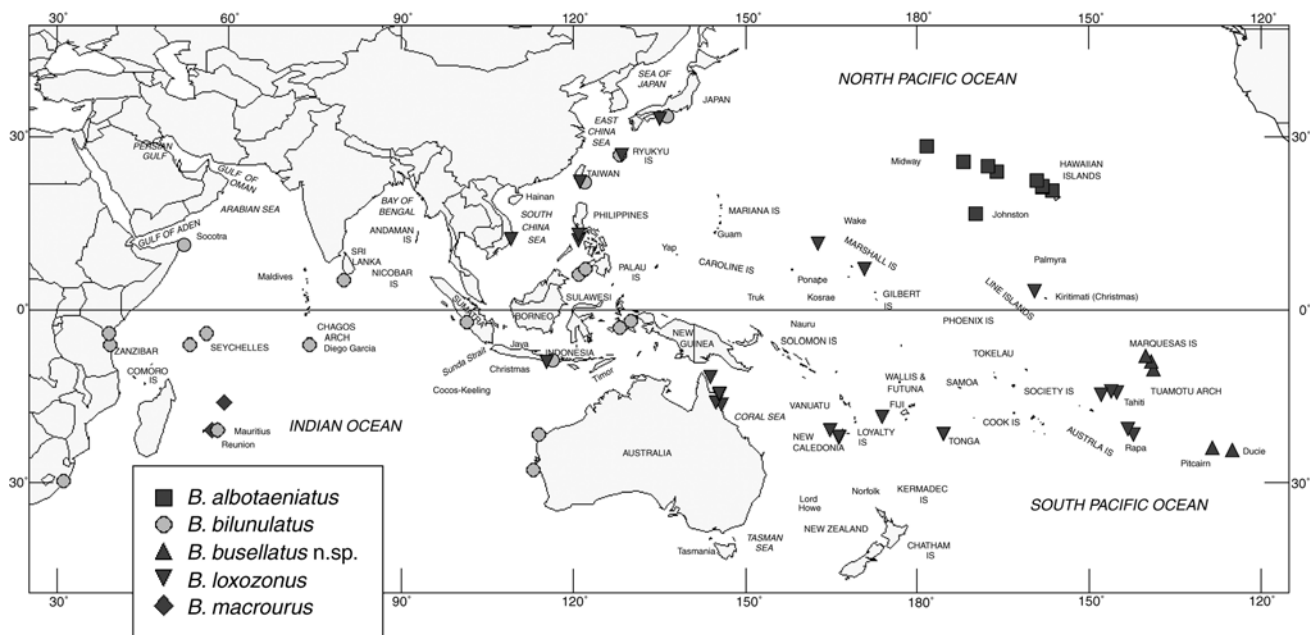 30˚ 60˚ 90˚ 120˚ 150˚ 180˚ 150˚ 120˚
SEA OF
JAPAN
NORTH PACIFIC OCEAN
JAPAN
30˚
30˚
EAST
CHINA
SEA
PERSIAN
GULF
RYUKYU
IS
Midway
HAWAIIAN
ISLANDS
GULF OF
OMAN
TAIWAN
ARABIAN SEA
BAY OF
BENGAL
Hainan
SOUTH
CHINA
SEA
PHILIPPINES
MARIANA IS
Wake
Johnston
ANDAMAN
IS
GULF OF ADEN
Socotra
Guam
SRI
LANKA
Yap
MARSHALL IS
NICOBAR
IS
PALAU
IS
CAROLINE IS
Palmyra
Maldives
Ponape
LINE ISLANDS
SUMATRA
SULAWESI
Truk
Kosrae
GILBERT
IS
Kiritimati (Christmas)
0˚
0˚
BORNEO
CHAGOS
ARCH
Diego Garcia
NEW
GUINEA
Nauru
SOLOMON IS
PHOENIX IS
ZANZIBAR
SEYCHELLES
Java
INDONESIA
MARQUESAS IS
Sunda Strait
Christmas
Timor
TOKELAU
COMORO
IS
Cocos-Keeling
WALLIS &
FUTUNA
SAMOA
SOCIETY IS
TUAMOTU ARCH
CORAL SEA
VANUATU
FIJI
Tahiti
INDIAN OCEAN
Mauritius
Reunion
NEW
CALEDONIA
LOYALTY
IS
TONGA
COOK IS
AUSTRLA IS
Rapa
AUSTRALIA
Pitcairn
Ducie
30˚
30˚
Norfolk
KERMADEC
IS
Lord
Howe
SOUTH PACIFIC OCEAN
NEW ZEALAND
TASMAN
SEA
Tasmania
CHATHAM
IS
B. albotaeniatus
B. bilunulatus
B. busellatus n.sp.
B. loxozonus
B. macrourus
30˚ 60˚ 90˚ 120˚ 150˚ 180˚ 150˚ 120˚